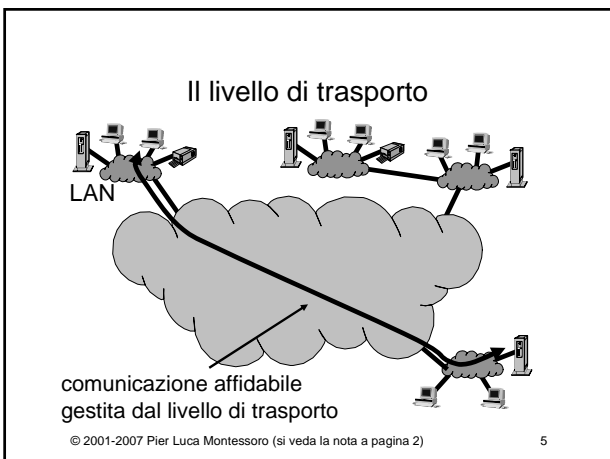 Il livello di trasporto
LAN
comunicazione affidabile
gestita dal livello di trasporto
© 2001-2007 Pier Luca Montessoro (si veda la nota a pagina 2)
5